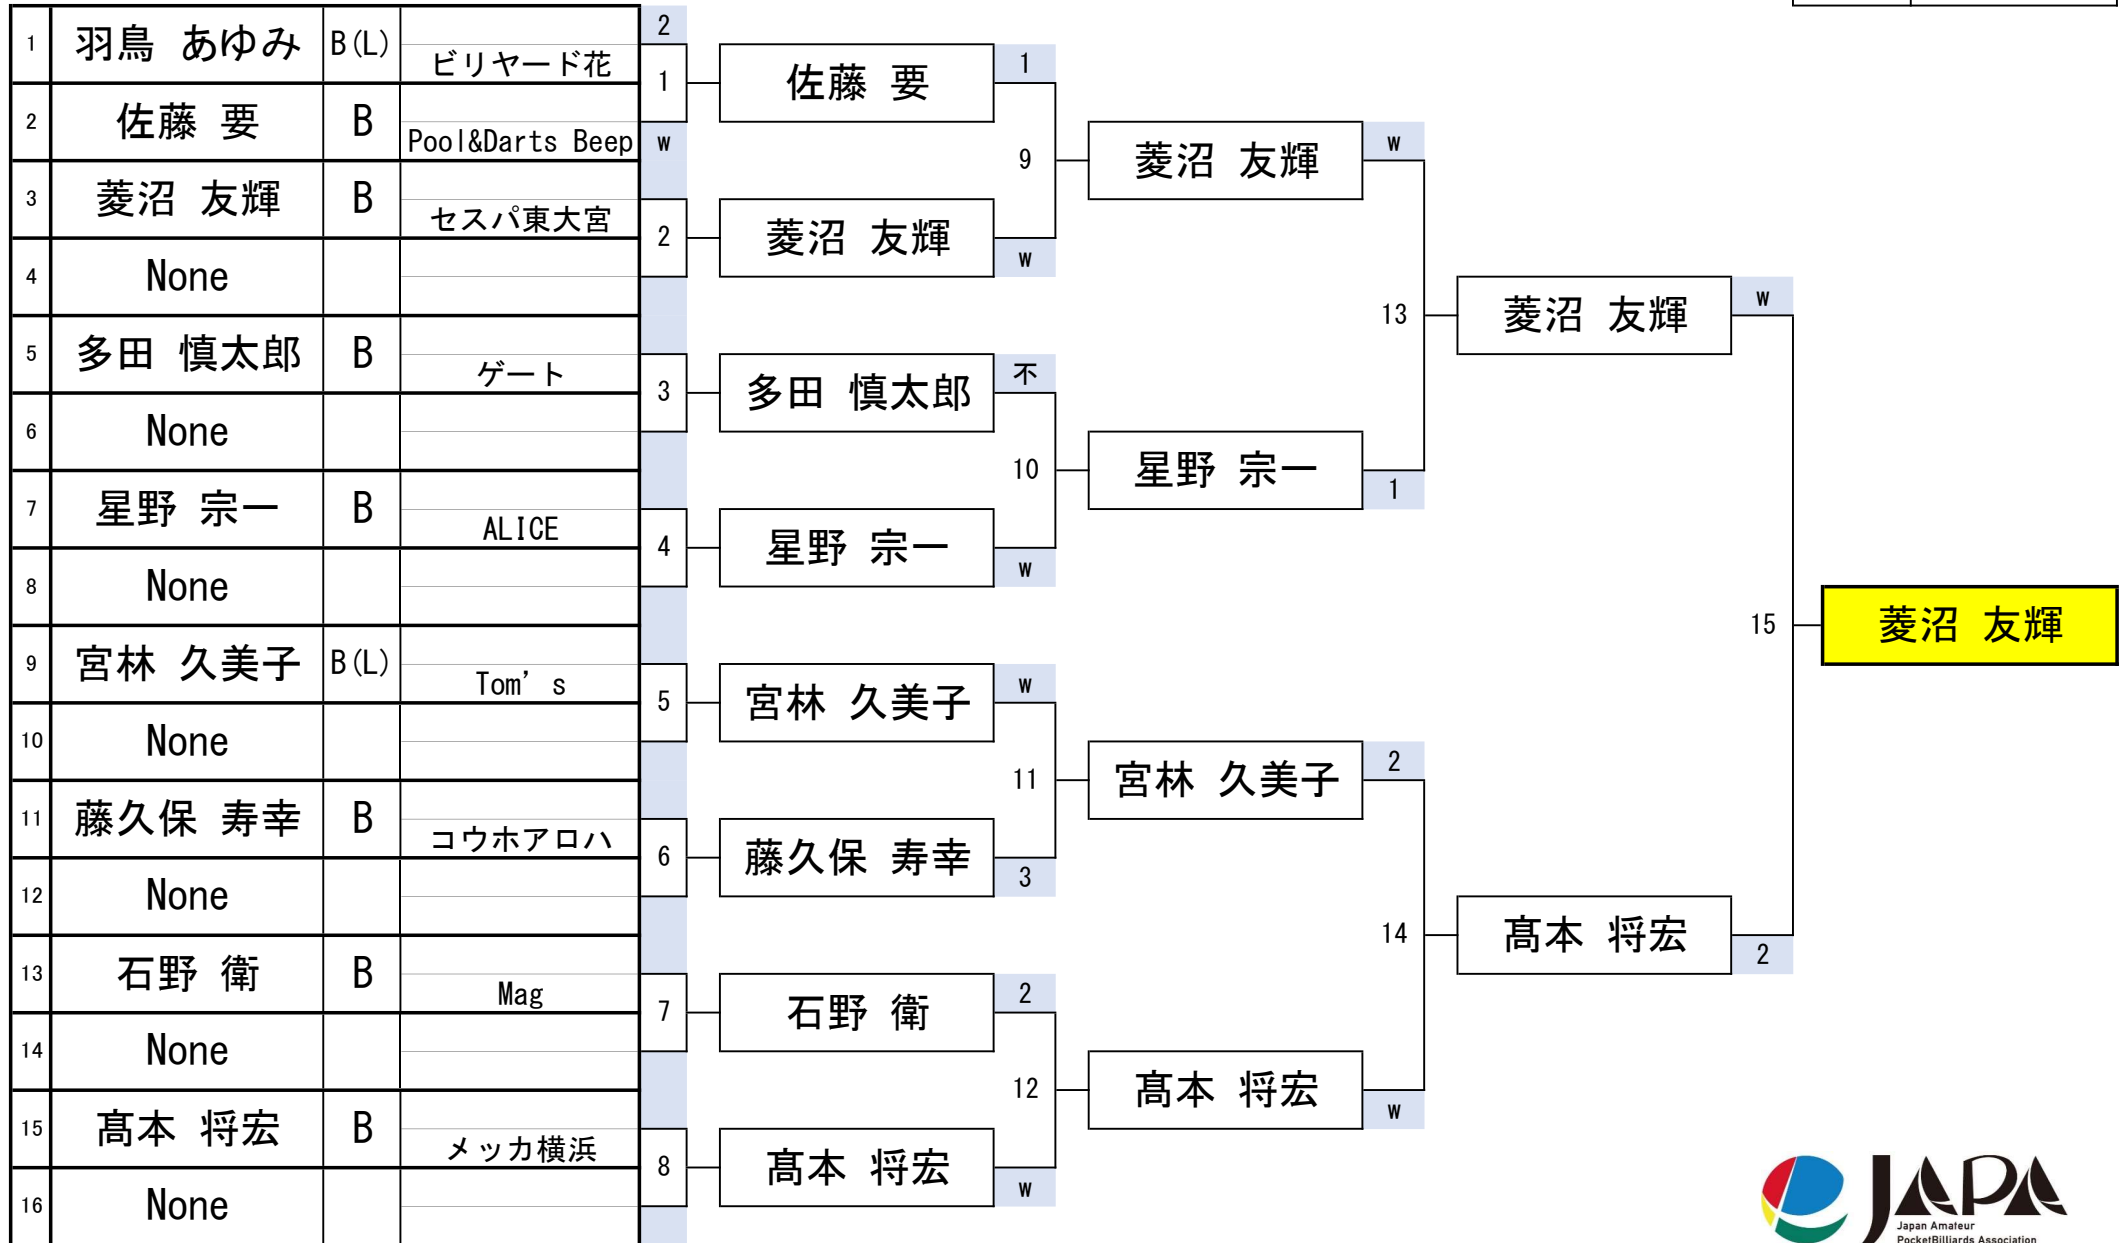 1 羽鳥 あゆみ B(L) ビリヤード花
2 佐藤 要 B Pool&Darts Beep
3 菱沼 友輝 B セスパ東大宮
4 None
5 多田 慎太郎 B ゲート
6 None
7 星野 宗一 B ALICE
8 None
9 宮林 久美子 B(L) Tom's
10 None
11 藤久保 寿幸 B コウホアロハ
12 None
13 石野 衛 B Mag
14 None
15 髙本 将宏 B メッカ横浜
16 None
2
1
w
2
3
4
5
6
7
8
佐藤 要 1
9
菱沼 友輝 w
多田 慎太郎 不
10
星野 宗一 w
宮林 久美子 w
11
藤久保 寿幸 3
石野 衛 2
12
髙本 将宏 w
菱沼 友輝 w
13
星野 宗一 1
宮林 久美子 2
14
髙本 将宏 w
菱沼 友輝 w
15
髙本 将宏 2
菱沼 友輝
JAPA
Japan Amateur
PocketBilliards Association